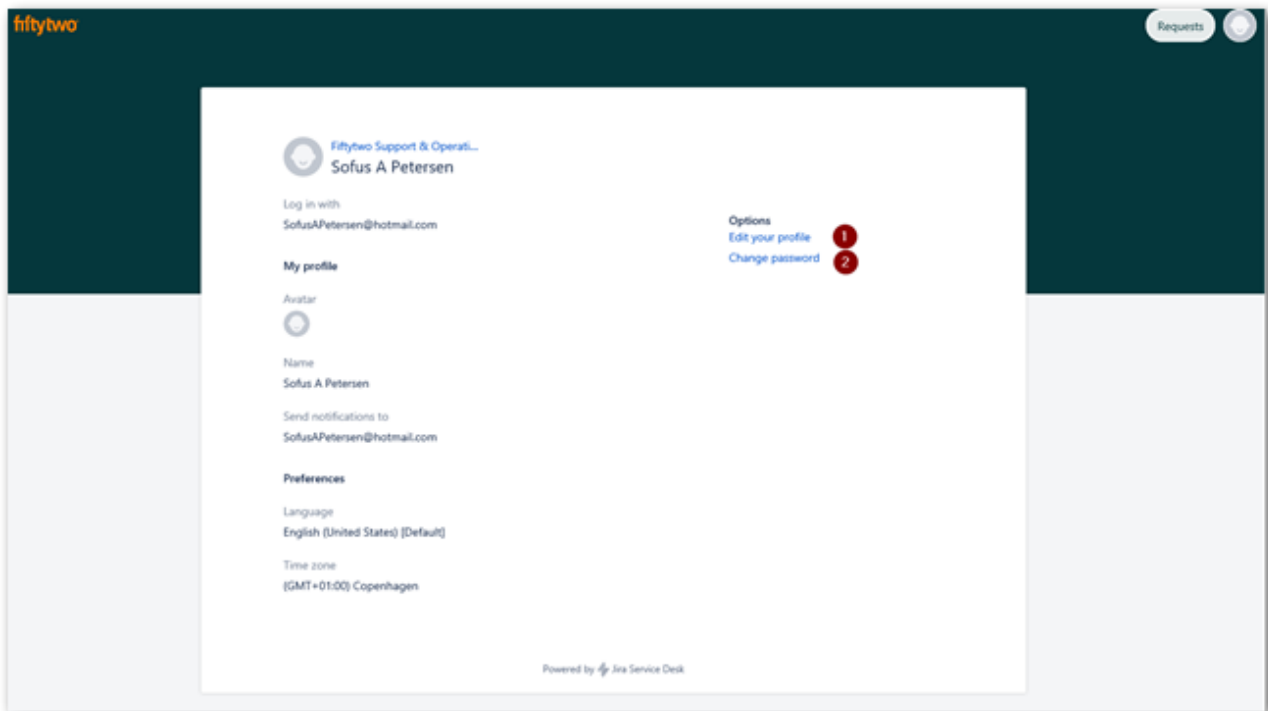 fiftytwo
Requests
Fiftytwo Support & Operati...
Sofus A Petersen
Log in with
SofusAPetersen@hotmail.com
Options
Edit your profile 1
Change password 2
My profile
Avatar
Name
Sofus A Petersen
Send notifications to
SofusAPetersen@hotmail.com
Preferences
Language
English (United States) [Default]
Time zone
(GMT+01:00) Copenhagen
Powered by Jira Service Desk